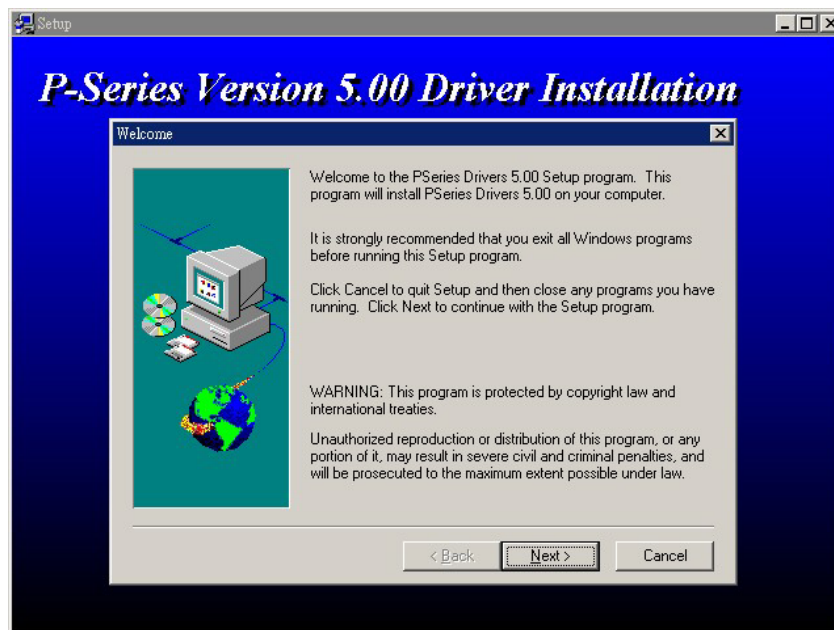 Setup
P-Series Version 5.00 Driver Installation
Welcome
Welcome to the PSeries Drivers 5.00 Setup program. This
program will install PSeries Drivers 5.00 on your computer.
It is strongly recommended that you exit all Windows programs
before running this Setup program.
Click Cancel to quit Setup and then close any programs you have
running. Click Next to continue with the Setup program.
WARNING: This program is protected by copyright law and
international treaties.
Unauthorized reproduction or distribution of this program, or any
portion of it, may result in severe civil and criminal penalties, and
will be prosecuted to the maximum extent possible under law.
< Back
Next >
Cancel